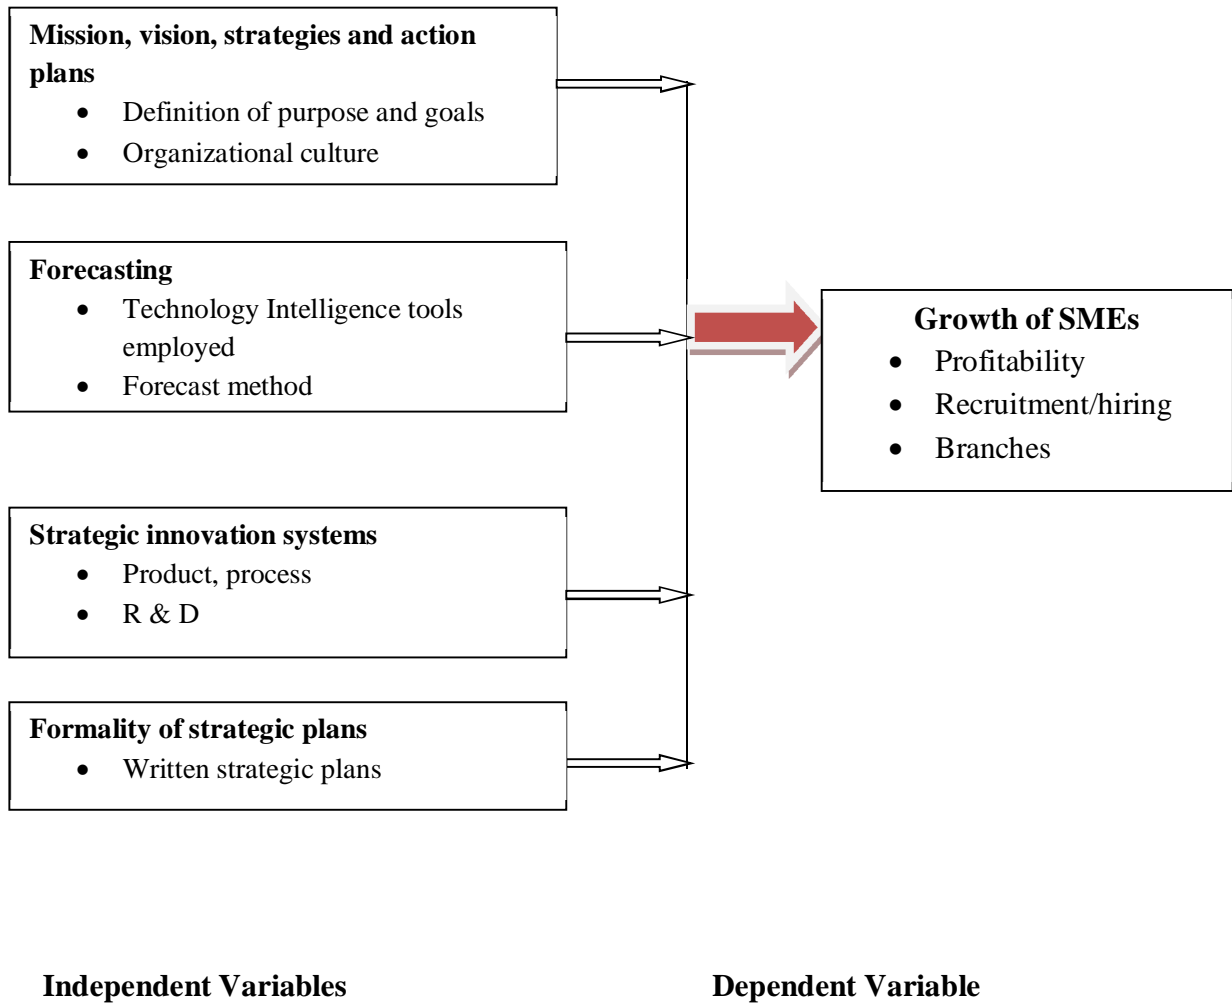 Mission, vision, strategies and action
plans
• Definition of purpose and goals
• Organizational culture
Forecasting
• Technology Intelligence tools
employed
• Forecast method
Strategic innovation systems
• Product, process
• R & D
Formality of strategic plans
• Written strategic plans
Growth of SMEs
• Profitability
• Recruitment/hiring
• Branches
Independent Variables
Dependent Variable